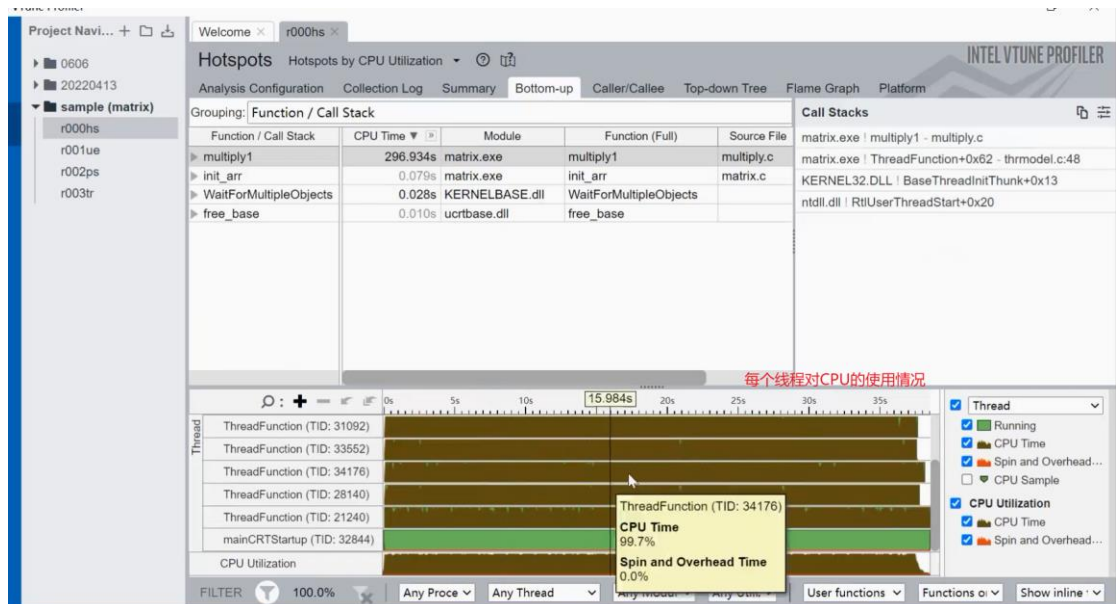 Project Navi...
Welcome
r000hs
0606
20220413
sample (matrix)
r000hs
r001ue
r002ps
r003tr
Hotspots Hotspots by CPU Utilization
INTEL VTUNE PROFILER
Analysis Configuration Collection Log Summary Bottom-up Caller/Callee Top-down Tree Flame Graph Platform
Grouping: Function / Call Stack
Function / Call Stack CPU Time ▼ Module Function (Full) Source File
multiply1 296.934s matrix.exe multiply1 multiply.c
init_arr 0.079s matrix.exe init_arr matrix.c
WaitForMultipleObjects 0.028s KERNELBASE.dll WaitForMultipleObjects
free_base 0.010s ucrtbase.dll free_base
Call Stacks
matrix.exe ! multiply1 - multiply.c
matrix.exe ! ThreadFunction+0x62 - thrmodel.c:48
KERNEL32.DLL ! BaseThreadInitThunk+0x13
ntdll.dll ! RtlUserThreadStart+0x20
每个线程对CPU的使用情况
0s 5s 10s 15.984s 20s 25s 30s 35s
Thread
ThreadFunction (TID: 31092)
ThreadFunction (TID: 33552)
ThreadFunction (TID: 34176)
ThreadFunction (TID: 28140)
ThreadFunction (TID: 21240)
mainCRTStartup (TID: 32844)
CPU Utilization
ThreadFunction (TID: 34176)
CPU Time
99.7%
Spin and Overhead Time
0.0%
Thread
Running
CPU Time
Spin and Overhead...
CPU Sample
CPU Utilization
CPU Time
Spin and Overhead...
FILTER 100.0% Any Proce Any Thread User functions Show inline